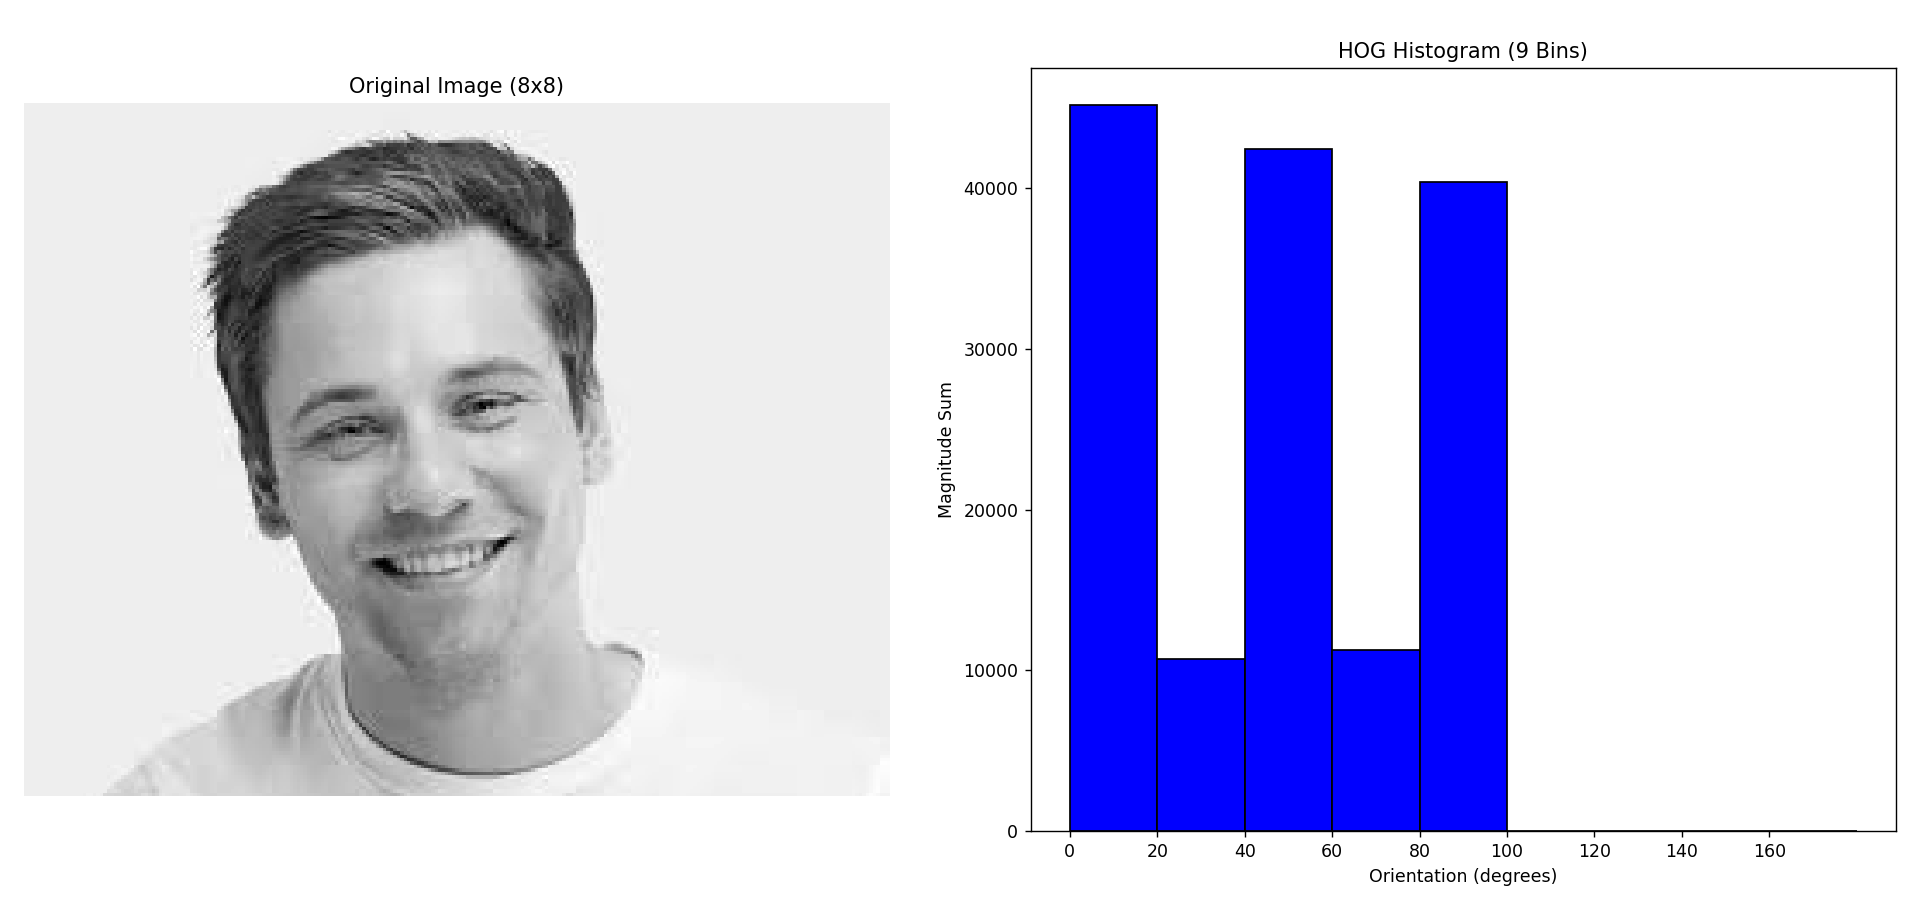 Original Image (8x8)
HOG Histogram (9 Bins)
Magnitude Sum
40000
30000
20000
10000
0
0 20 40 60 80 100 120 140 160
Orientation (degrees)